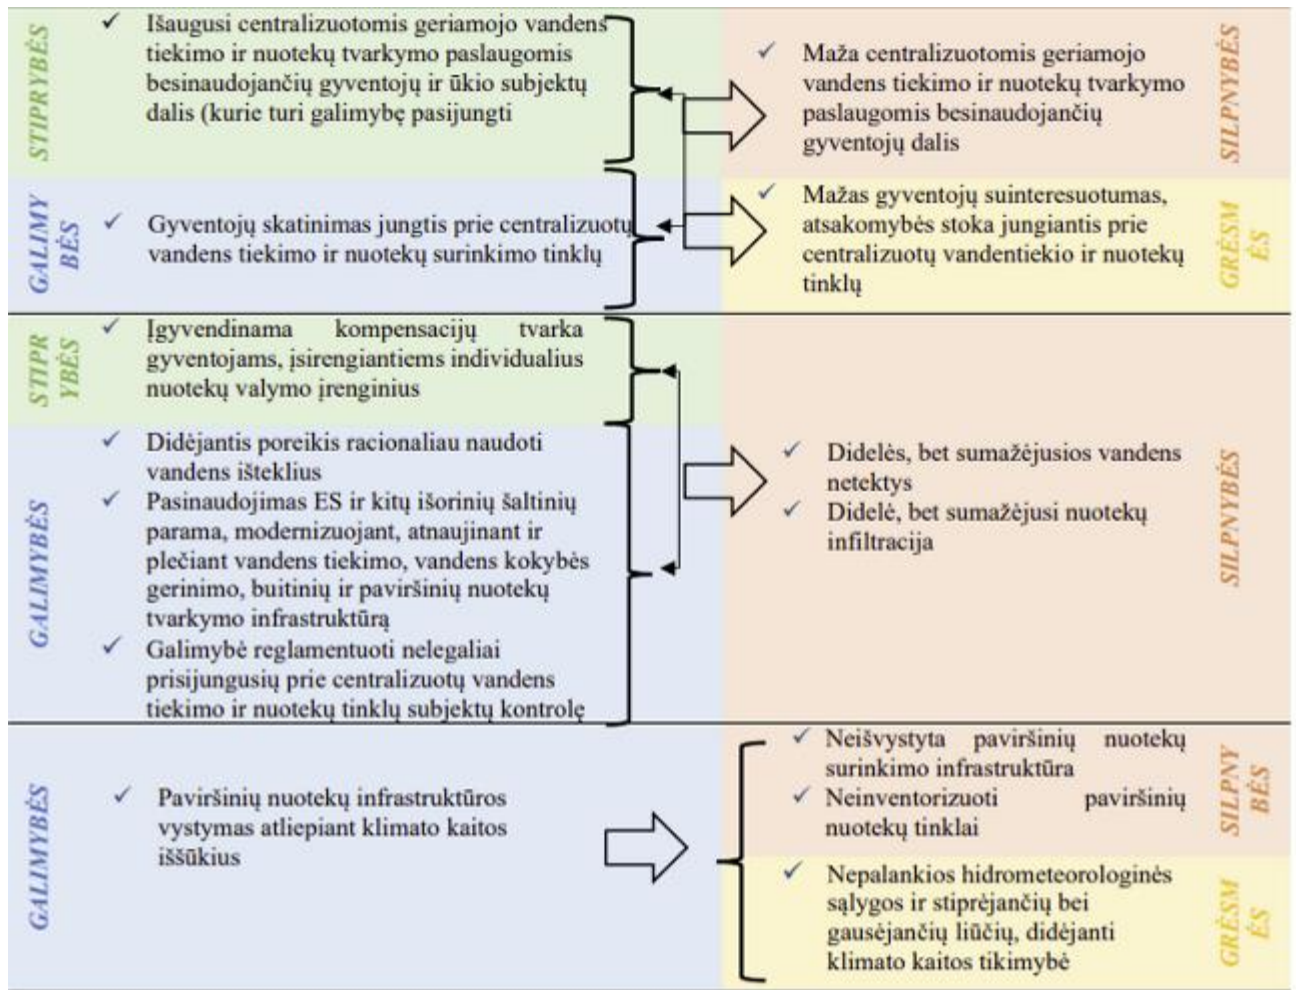 STIPRYBĖS
✓ Išaugusi centralizuotomis geriamojo vandens
tiekimo ir nuotekų tvarkymo paslaugomis
besinaudojančių gyventojų ir ūkio subjektų
dalis (kurie turi galimybę pasijungti
✓ Maža centralizuotomis geriamojo
vandens tiekimo ir nuotekų tvarkymo
paslaugomis besinaudojančių
gyventojų dalis
SILPNYBĖS
GALIMY
BĖS
✓ Gyventojų skatinimas jungtis prie centralizuotų
vandens tiekimo ir nuotekų surinkimo tinklų
✓ Mažas gyventojų suinteresuotumas,
atsakomybės stoka jungiantis prie
centralizuotų vandentiekio ir nuotekų
tinklų
GRĖSM
ĖS
STIPR
YBĖS
✓ Įgyvendinama kompensacijų tvarka
gyventojams, įsirengiantiems individualius
nuotekų valymo įrenginius
GALIMYBĖS
✓ Didėjantis poreikis racionaliau naudoti
vandens išteklius
✓ Pasinaudojimas ES ir kitų išorinių šaltinių
parama, modernizuojant, atnaujinant ir
plečiant vandens tiekimo, vandens kokybės
gerinimo, buitinių ir paviršinių nuotekų
tvarkymo infrastruktūrą
✓ Galimybė reglamentuoti nelegaliai
prisijungusių prie centralizuotų vandens
tiekimo ir nuotekų tinklų subjektų kontrolę
✓ Didelės, bet sumažėjusios vandens
netektys
✓ Didelė, bet sumažėjusi nuotekų
infiltracija
SILPNYBĖS
GALIMYBĖS
✓ Paviršinių nuotekų infrastruktūros
vystymas atliepiant klimato kaitos
iššūkius
✓ Neišvystyta paviršinių nuotekų
surinkimo infrastruktūra
✓ Neinventorizuoti paviršinių
nuotekų tinklai
SILPNY
BĖS
✓ Nepalankios hidrometeorologinės
sąlygos ir stiprėjančių bei
gausėjančių liūčių, didėjanti
klimato kaitos tikimybė
GRĖSM
ĖS